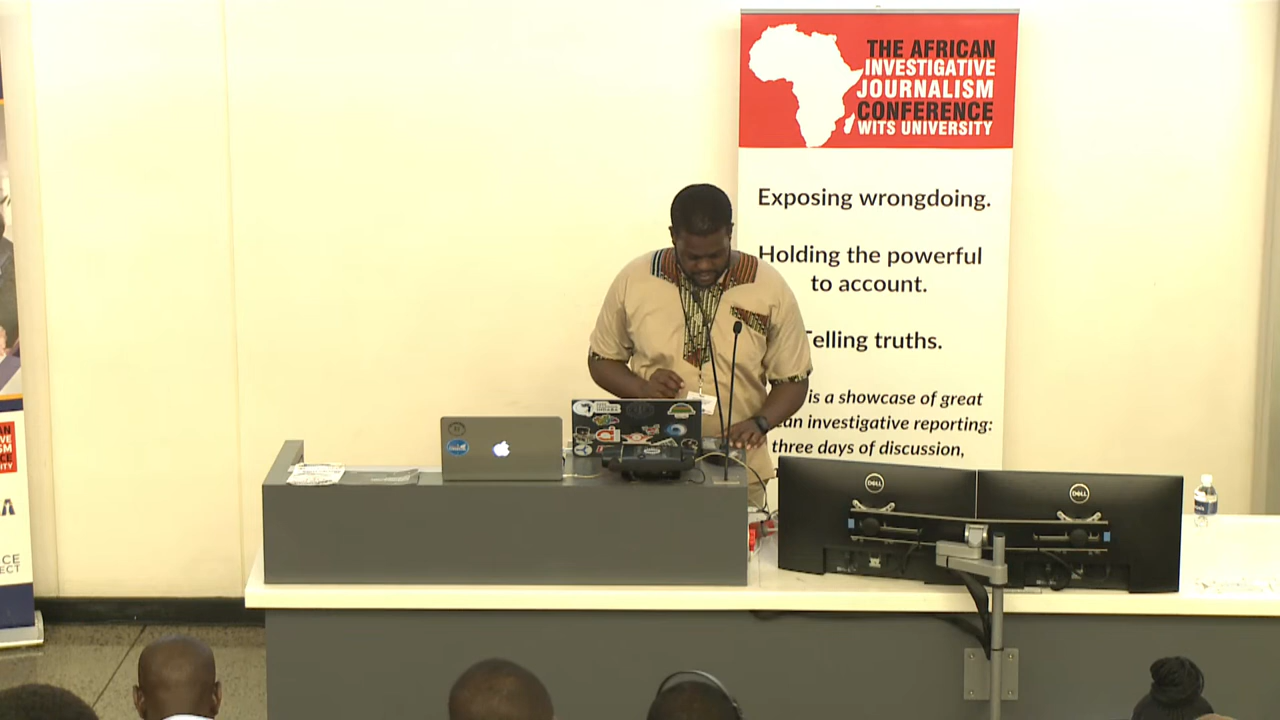 THE AFRICAN
INVESTIGATIVE
JOURNALISM
CONFERENCE
WITS UNIVERSITY
Exposing wrongdoing.
Holding the powerful
to account.
Telling truths.
is a showcase of great
investigative reporting:
three days of discussion,
DELL
DELL